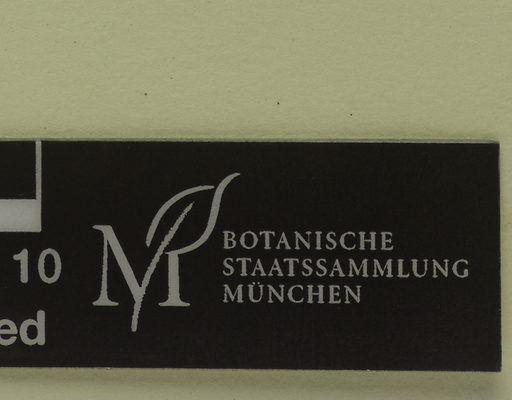 10
ed
M
BOTANISCHE
STAATSSAMMLUNG
MÜNCHEN